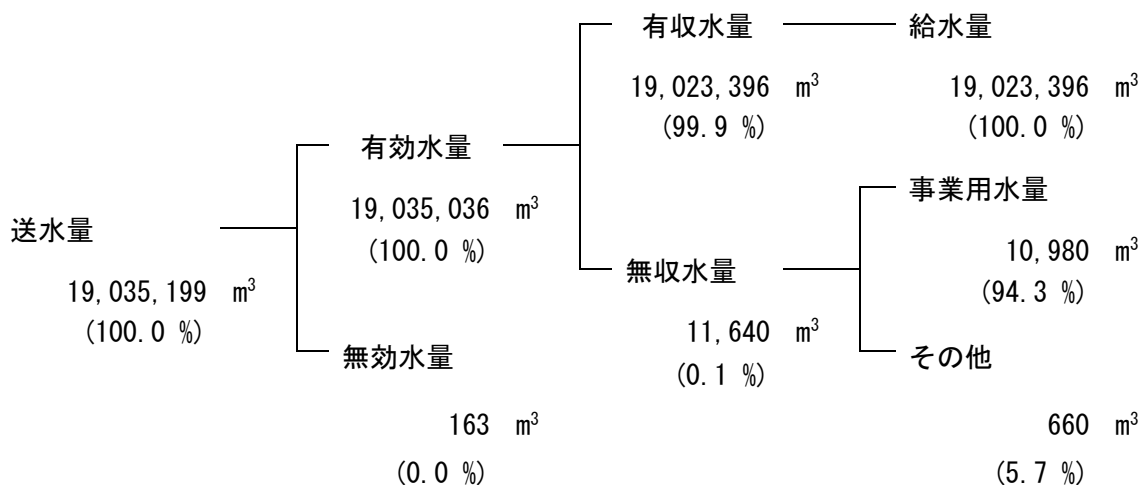 有収水量 給水量
19,023,396 m³ 19,023,396 m³
(99.9 %) (100.0 %)
有効水量 事業用水量
19,035,036 m³
送水量 (100.0 %) 無収水量 10,980 m³
19,035,199 m³ (94.3 %)
(100.0 %) 11,640 m³
無効水量 (0.1 %) その他
163 m³ 660 m³
(0.0 %) (5.7 %)